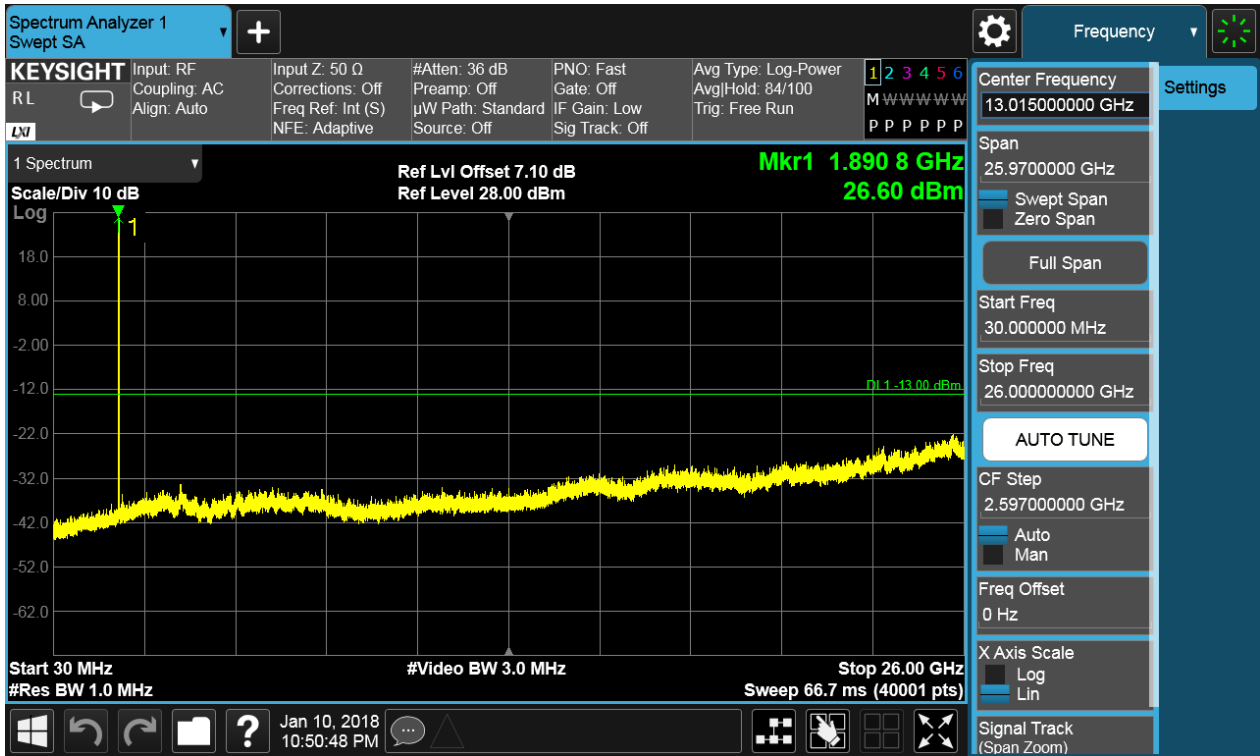 Spectrum Analyzer 1
Swept SA
+
Frequency
KEYSIGHT
R L
LXI
Input: RF
Coupling: AC
Align: Auto
Input Z: 50 Ω
Corrections: Off
Freq Ref: Int (S)
NFE: Adaptive
#Atten: 36 dB
Preamp: Off
µW Path: Standard
Source: Off
PNO: Fast
Gate: Off
IF Gain: Low
Sig Track: Off
Avg Type: Log-Power
Avg|Hold: 84/100
Trig: Free Run
1 2 3 4 5 6
M W W W W W
P P P P P P
1 Spectrum
Scale/Div 10 dB
Log
Ref Lvl Offset 7.10 dB
Ref Level 28.00 dBm
Mkr1 1.890 8 GHz
26.60 dBm
1
18.0
8.00
-2.00
-12.0
DL1 -13.00 dBm
-22.0
-32.0
-42.0
-52.0
-62.0
Start 30 MHz
#Video BW 3.0 MHz
Stop 26.00 GHz
#Res BW 1.0 MHz
Sweep 66.7 ms (40001 pts)
Center Frequency
13.015000000 GHz
Span
25.9700000 GHz
Swept Span
Zero Span
Full Span
Start Freq
30.000000 MHz
Stop Freq
26.000000000 GHz
AUTO TUNE
CF Step
2.597000000 GHz
Auto
Man
Freq Offset
0 Hz
X Axis Scale
Log
Lin
Signal Track
(Span Zoom)
Settings
?
Jan 10, 2018
10:50:48 PM